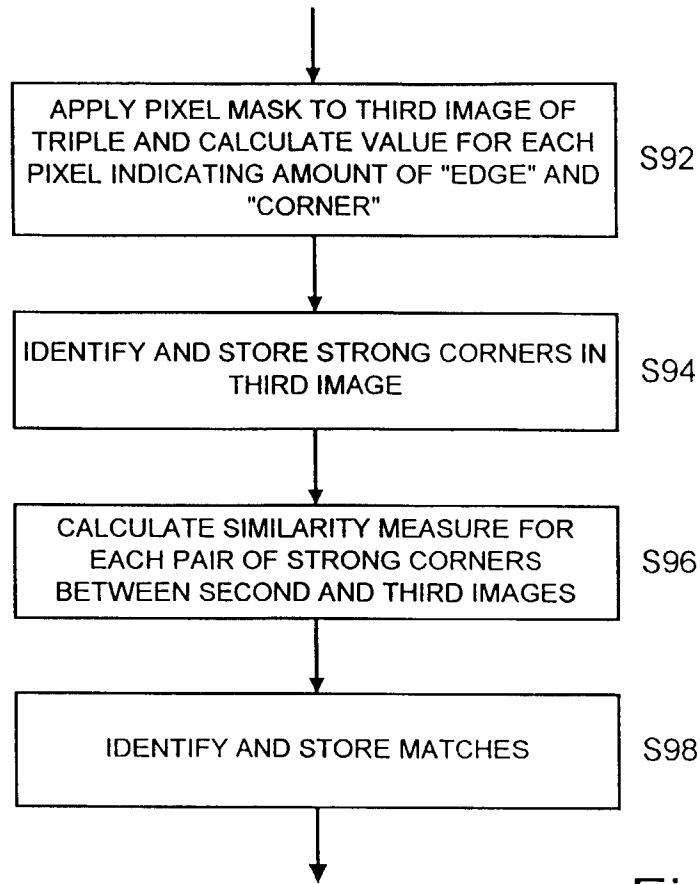 APPLY PIXEL MASK TO THIRD IMAGE OF
TRIPLE AND CALCULATE VALUE FOR EACH
PIXEL INDICATING AMOUNT OF "EDGE" AND
"CORNER"
S92
IDENTIFY AND STORE STRONG CORNERS IN
THIRD IMAGE
S94
CALCULATE SIMILARITY MEASURE FOR
EACH PAIR OF STRONG CORNERS
BETWEEN SECOND AND THIRD IMAGES
S96
IDENTIFY AND STORE MATCHES
S98